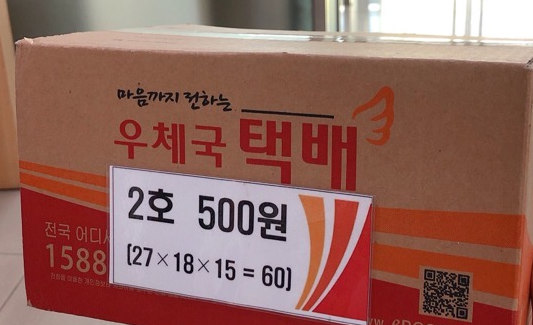 마음까지 전하는
우체국 택배
2호 500원
(27×18×15=60)
전국 어디서
1588